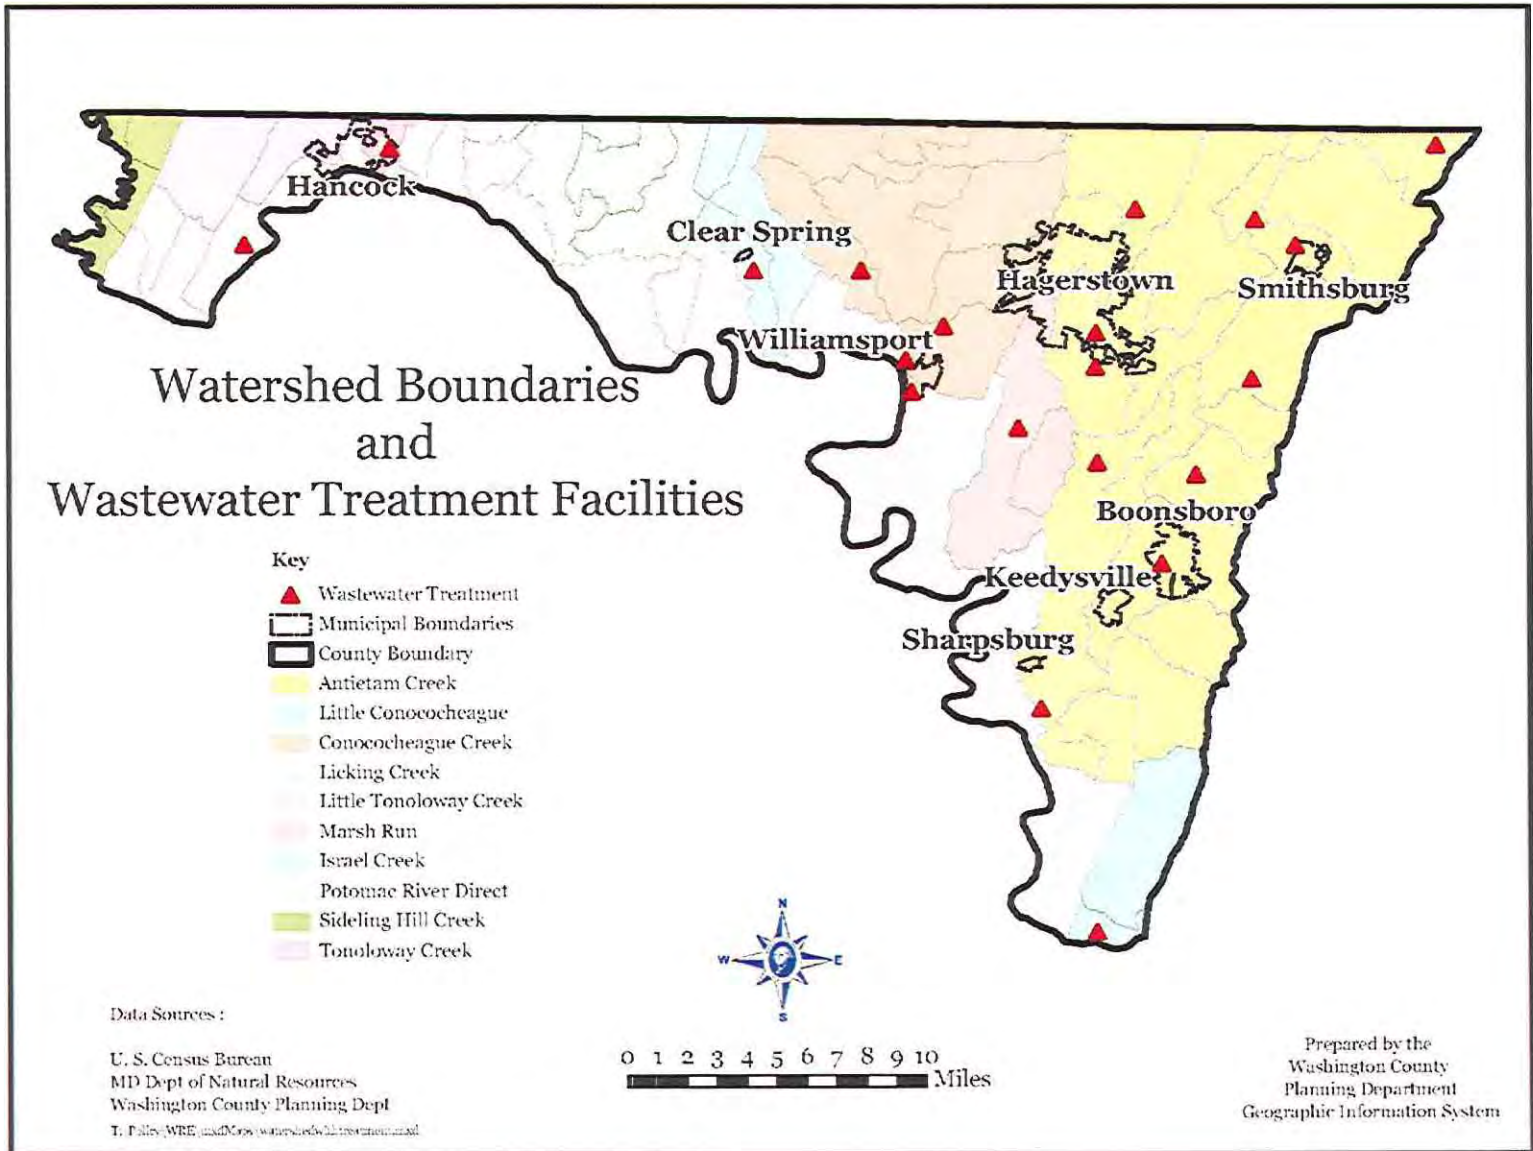 Hancock
Clear Spring
Hagerstown
Smithsburg
Williamsport
Watershed Boundaries
and
Wastewater Treatment Facilities
Boonsboro
Keedysville
Sharpsburg
Key
Wastewater Treatment
Municipal Boundaries
County Boundary
Antietam Creek
Little Conococheague
Conococheague Creek
Licking Creek
Little Tonoloway Creek
Marsh Run
Israel Creek
Potomac River Direct
Sideling Hill Creek
Tonoloway Creek
N
W E
S
Data Sources :
U. S. Census Bureau
MD Dept of Natural Resources
Washington County Planning Dept
0 1 2 3 4 5 6 7 8 9 10
Miles
Prepared by the
Washington County
Planning Department
Geographic Information System